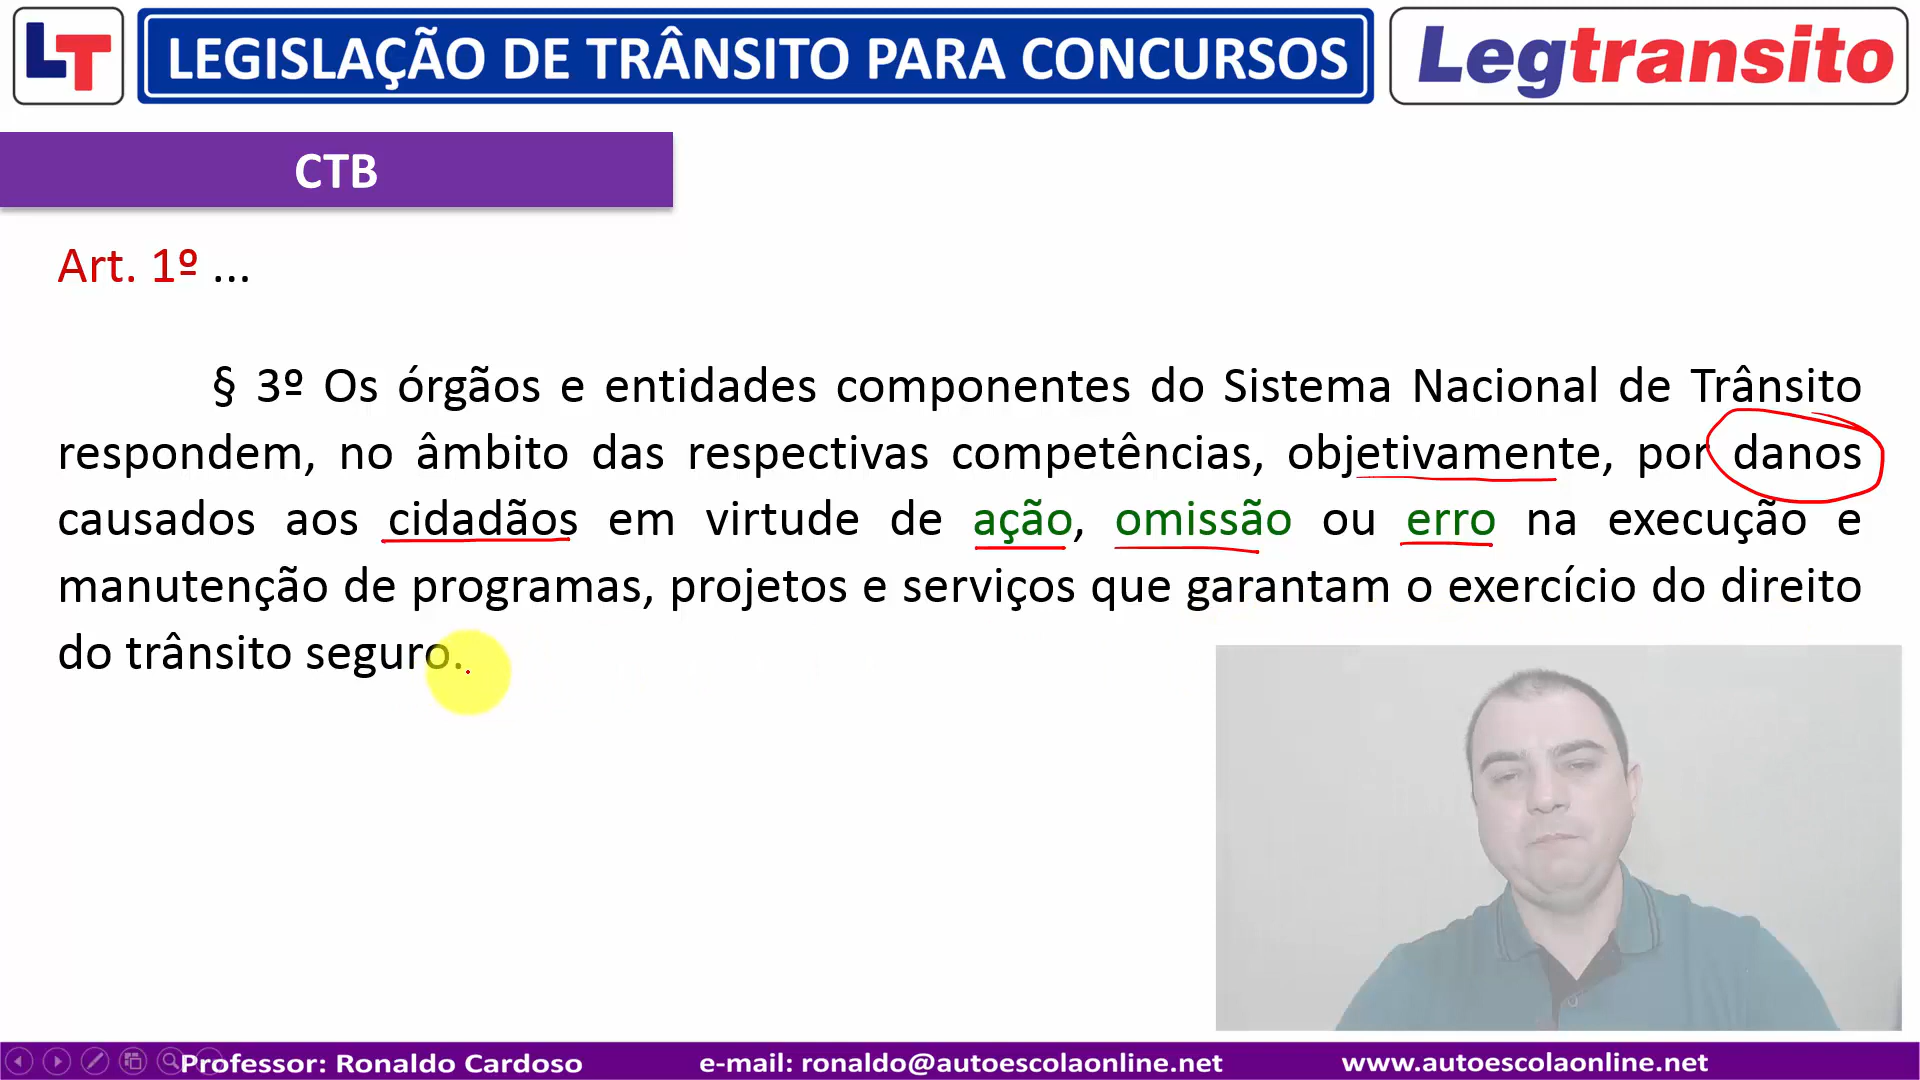 LT
LEGISLAÇÃO DE TRÂNSITO PARA CONCURSOS
Legtransito
CTB
Art. 1º ...
§ 3º Os órgãos e entidades componentes do Sistema Nacional de Trânsito
respondem, no âmbito das respectivas competências, objetivamente, por danos
causados aos cidadãos em virtude de ação, omissão ou erro na execução e
manutenção de programas, projetos e serviços que garantam o exercício do direito
do trânsito seguro.
Professor: Ronaldo Cardoso
e-mail: ronaldo@autoescolaonline.net
www.autoescolaonline.net